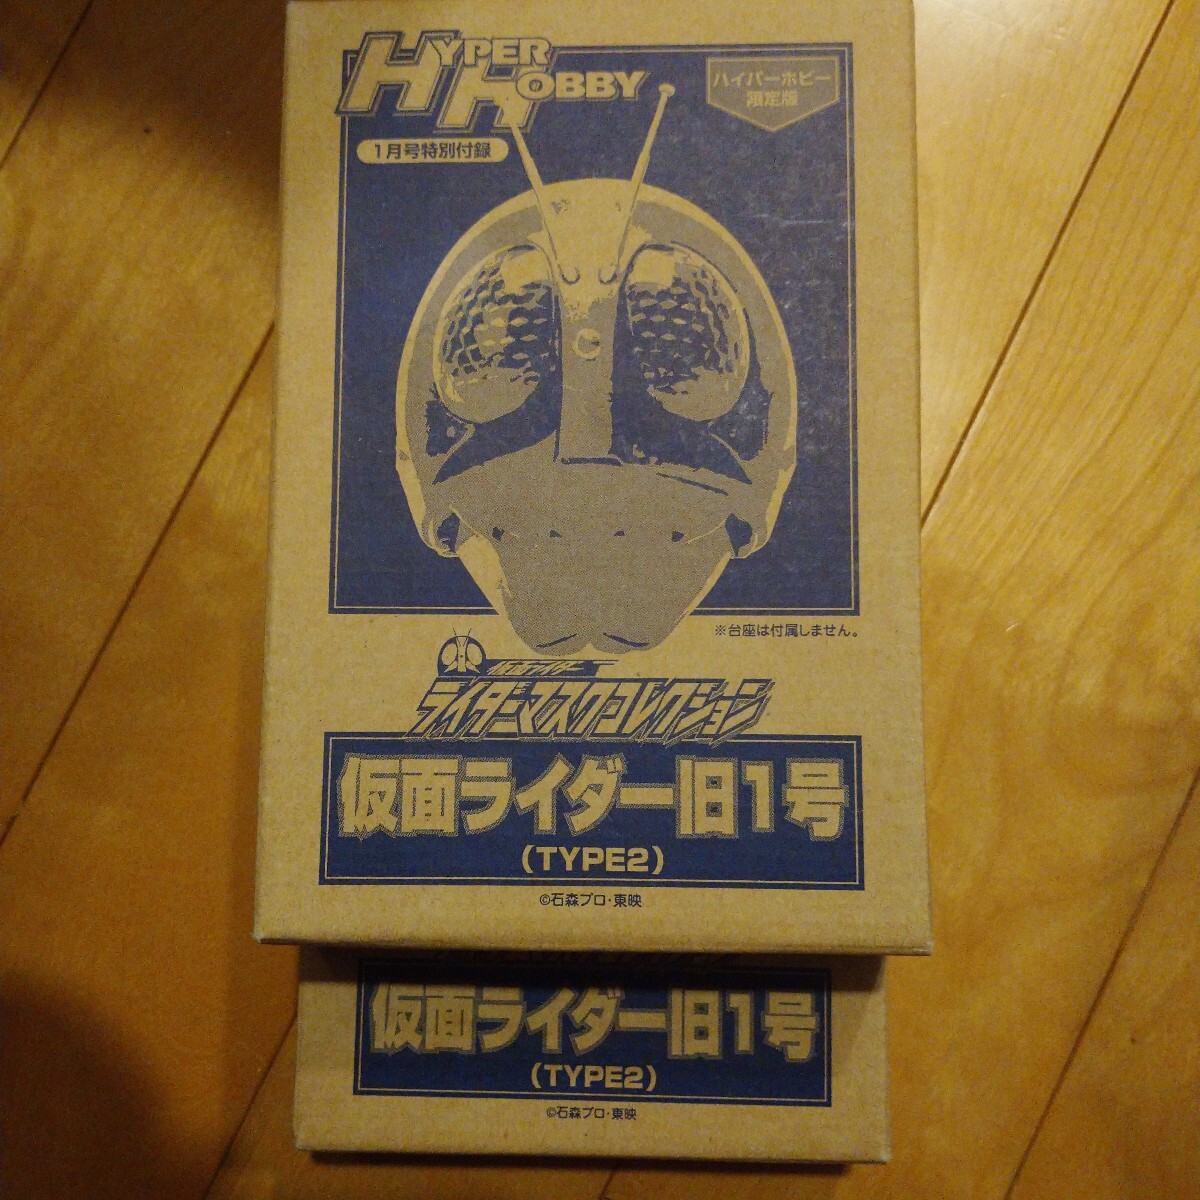 HYPER HOBBY
ハイパーホビー
限定版
1月号特別付録
※台座は付属しません。
仮面ライダー
ライダーマスクコレクション
仮面ライダー旧1号
(TYPE2)
©石森プロ・東映
仮面ライダー旧1号
(TYPE2)
©石森プロ・東映